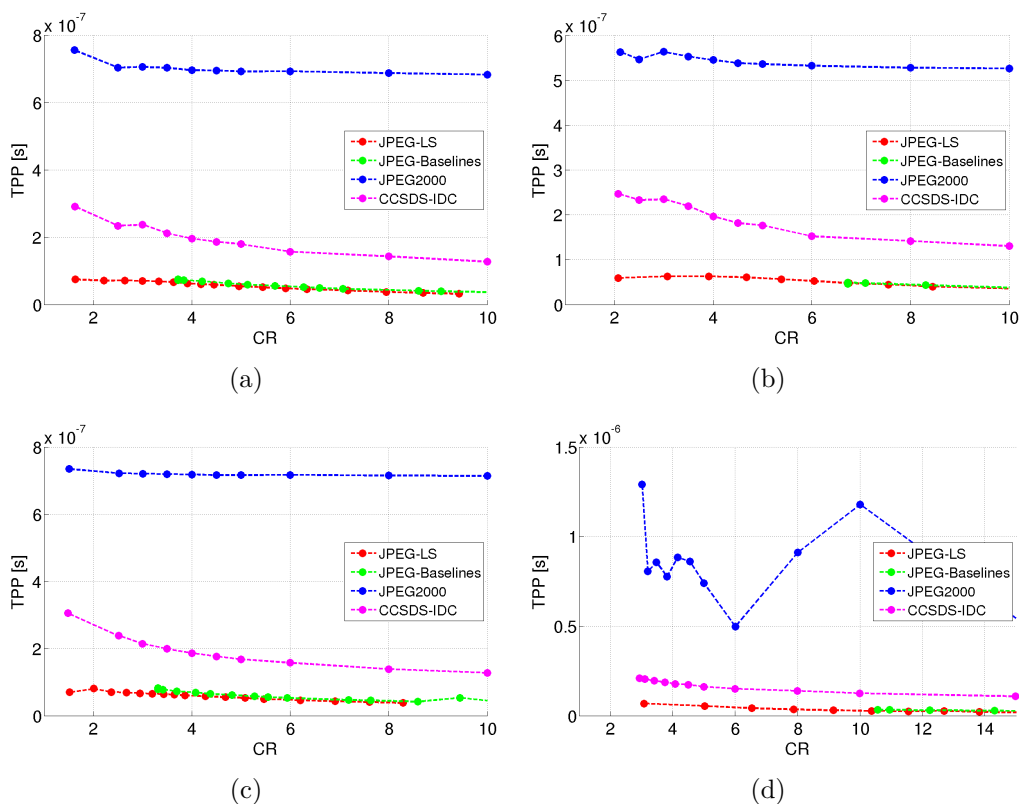 x 10^-7
8
6
4
2
0
TPP [s]
2
4
6
8
10
CR
JPEG-LS
JPEG-Baselines
JPEG2000
CCSDS-IDC
(a)
x 10^-7
6
5
4
3
2
1
0
TPP [s]
2
4
6
8
10
CR
JPEG-LS
JPEG-Baselines
JPEG2000
CCSDS-IDC
(b)
x 10^-7
8
6
4
2
0
TPP [s]
2
4
6
8
10
CR
JPEG-LS
JPEG-Baselines
JPEG2000
CCSDS-IDC
(c)
x 10^-6
1.5
1
0.5
0
TPP [s]
2
4
6
8
10
12
14
CR
JPEG-LS
JPEG-Baselines
JPEG2000
CCSDS-IDC
(d)